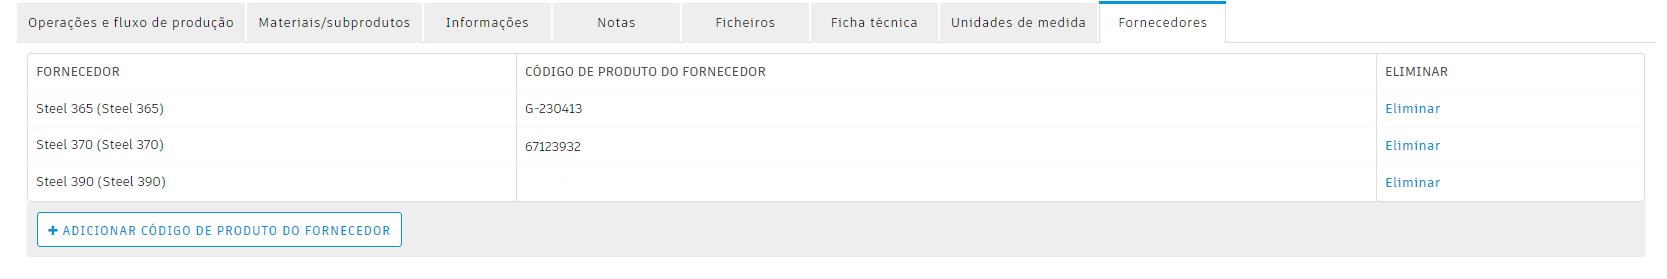 Operações e fluxo de produção Materiais/subprodutos Informações Notas Ficheiros Ficha técnica Unidades de medida Fornecedores
FORNECEDOR CÓDIGO DE PRODUTO DO FORNECEDOR ELIMINAR
Steel 365 (Steel 365) G-230413 Eliminar
Steel 370 (Steel 370) 67123932 Eliminar
Steel 390 (Steel 390) Eliminar
+ ADICIONAR CÓDIGO DE PRODUTO DO FORNECEDOR